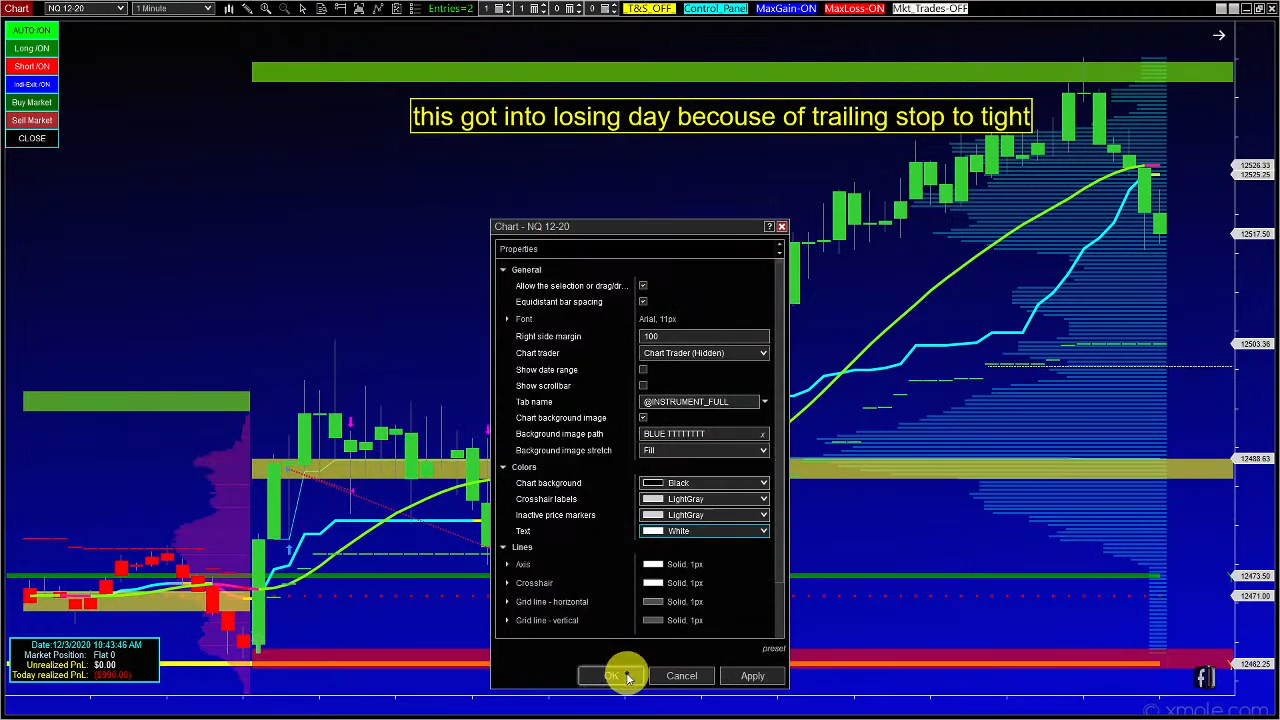 Chart NQ 12-20 1 Minute Entries=2 1 1 0 0 _T&S_OFF Control_Panel MaxGain-ON MaxLoss-ON Mkt_Trades-OFF
AUTO /ON
Long /ON
Short /ON
Indi-Exit /ON
Buy Market
Sell Market
CLOSE
this got into losing day becouse of trailing stop to tight
12526.33
12525.25
12517.50
12503.36
12488.63
12473.50
12471.00
12462.25
Chart - NQ 12-20
Properties
General
Allow the selection or drag/dr...
Equidistant bar spacing
Font Arial, 11px
Right side margin 100
Chart trader Chart Trader (Hidden)
Show date range
Show scrollbar
Tab name @INSTRUMENT_FULL
Chart background image
Background image path BLUE TTTTTTTT x
Background image stretch Fill
Colors
Chart background Black
Crosshair labels LightGray
Inactive price markers LightGray
Text White
Lines
Axis Solid, 1px
Crosshair Solid, 1px
Grid line - horizontal Solid, 1px
Grid line - vertical Solid, 1px
preset
OK Cancel Apply
Date:12/3/2020 10:43:46 AM
Market Position: Flat 0
Unrealized PnL: $0.00
Today realized PnL: ($990.00)
© xmole.com